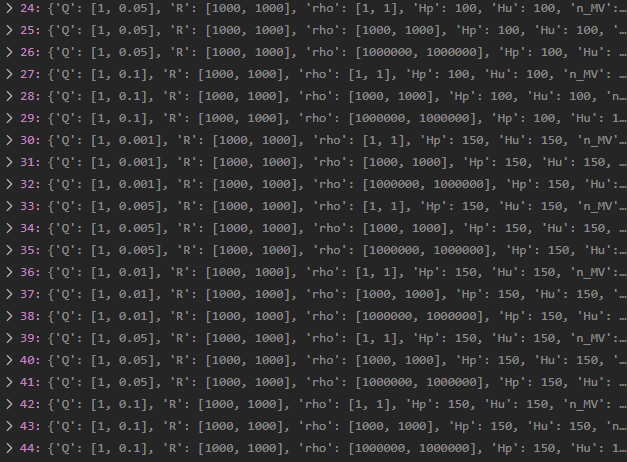 24: {'Q': [1, 0.05], 'R': [1000, 1000], 'rho': [1, 1], 'Hp': 100, 'Hu': 100, 'n_MV':…
25: {'Q': [1, 0.05], 'R': [1000, 1000], 'rho': [1000, 1000], 'Hp': 100, 'Hu': 100, '…
26: {'Q': [1, 0.05], 'R': [1000, 1000], 'rho': [1000000, 1000000], 'Hp': 100, 'Hu': …
27: {'Q': [1, 0.1], 'R': [1000, 1000], 'rho': [1, 1], 'Hp': 100, 'Hu': 100, 'n_MV': …
28: {'Q': [1, 0.1], 'R': [1000, 1000], 'rho': [1000, 1000], 'Hp': 100, 'Hu': 100, 'n…
29: {'Q': [1, 0.1], 'R': [1000, 1000], 'rho': [1000000, 1000000], 'Hp': 100, 'Hu': 1…
30: {'Q': [1, 0.001], 'R': [1000, 1000], 'rho': [1, 1], 'Hp': 150, 'Hu': 150, 'n_MV'…
31: {'Q': [1, 0.001], 'R': [1000, 1000], 'rho': [1000, 1000], 'Hp': 150, 'Hu': 150, …
32: {'Q': [1, 0.001], 'R': [1000, 1000], 'rho': [1000000, 1000000], 'Hp': 150, 'Hu':…
33: {'Q': [1, 0.005], 'R': [1000, 1000], 'rho': [1, 1], 'Hp': 150, 'Hu': 150, 'n_MV'…
34: {'Q': [1, 0.005], 'R': [1000, 1000], 'rho': [1000, 1000], 'Hp': 150, 'Hu': 150, …
35: {'Q': [1, 0.005], 'R': [1000, 1000], 'rho': [1000000, 1000000], 'Hp': 150, 'Hu':…
36: {'Q': [1, 0.01], 'R': [1000, 1000], 'rho': [1, 1], 'Hp': 150, 'Hu': 150, 'n_MV':…
37: {'Q': [1, 0.01], 'R': [1000, 1000], 'rho': [1000, 1000], 'Hp': 150, 'Hu': 150, '…
38: {'Q': [1, 0.01], 'R': [1000, 1000], 'rho': [1000000, 1000000], 'Hp': 150, 'Hu': …
39: {'Q': [1, 0.05], 'R': [1000, 1000], 'rho': [1, 1], 'Hp': 150, 'Hu': 150, 'n_MV':…
40: {'Q': [1, 0.05], 'R': [1000, 1000], 'rho': [1000, 1000], 'Hp': 150, 'Hu': 150, '…
41: {'Q': [1, 0.05], 'R': [1000, 1000], 'rho': [1000000, 1000000], 'Hp': 150, 'Hu': …
42: {'Q': [1, 0.1], 'R': [1000, 1000], 'rho': [1, 1], 'Hp': 150, 'Hu': 150, 'n_MV': …
43: {'Q': [1, 0.1], 'R': [1000, 1000], 'rho': [1000, 1000], 'Hp': 150, 'Hu': 150, 'n…
44: {'Q': [1, 0.1], 'R': [1000, 1000], 'rho': [1000000, 1000000], 'Hp': 150, 'Hu': 1…